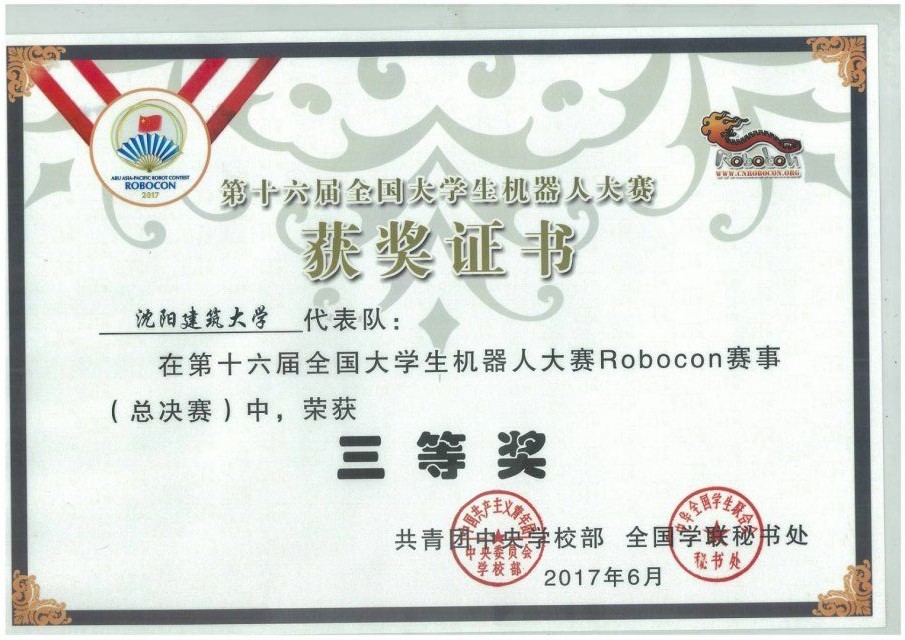 ABU ASIA-PACIFIC ROBOT CONTEST
ROBOCON
2017
Robocon
WWW.CNROBOCON.ORG
第十六届全国大学生机器人大赛
获奖证书
沈阳建筑大学 代表队：
在第十六届全国大学生机器人大赛Robocon赛事
（总决赛）中，荣获
三等奖
共青团中央学校部 全国学联秘书处
2017年6月
中国共产主义青年团
中央委员会
学校部
中华全国学生联合会
秘书处